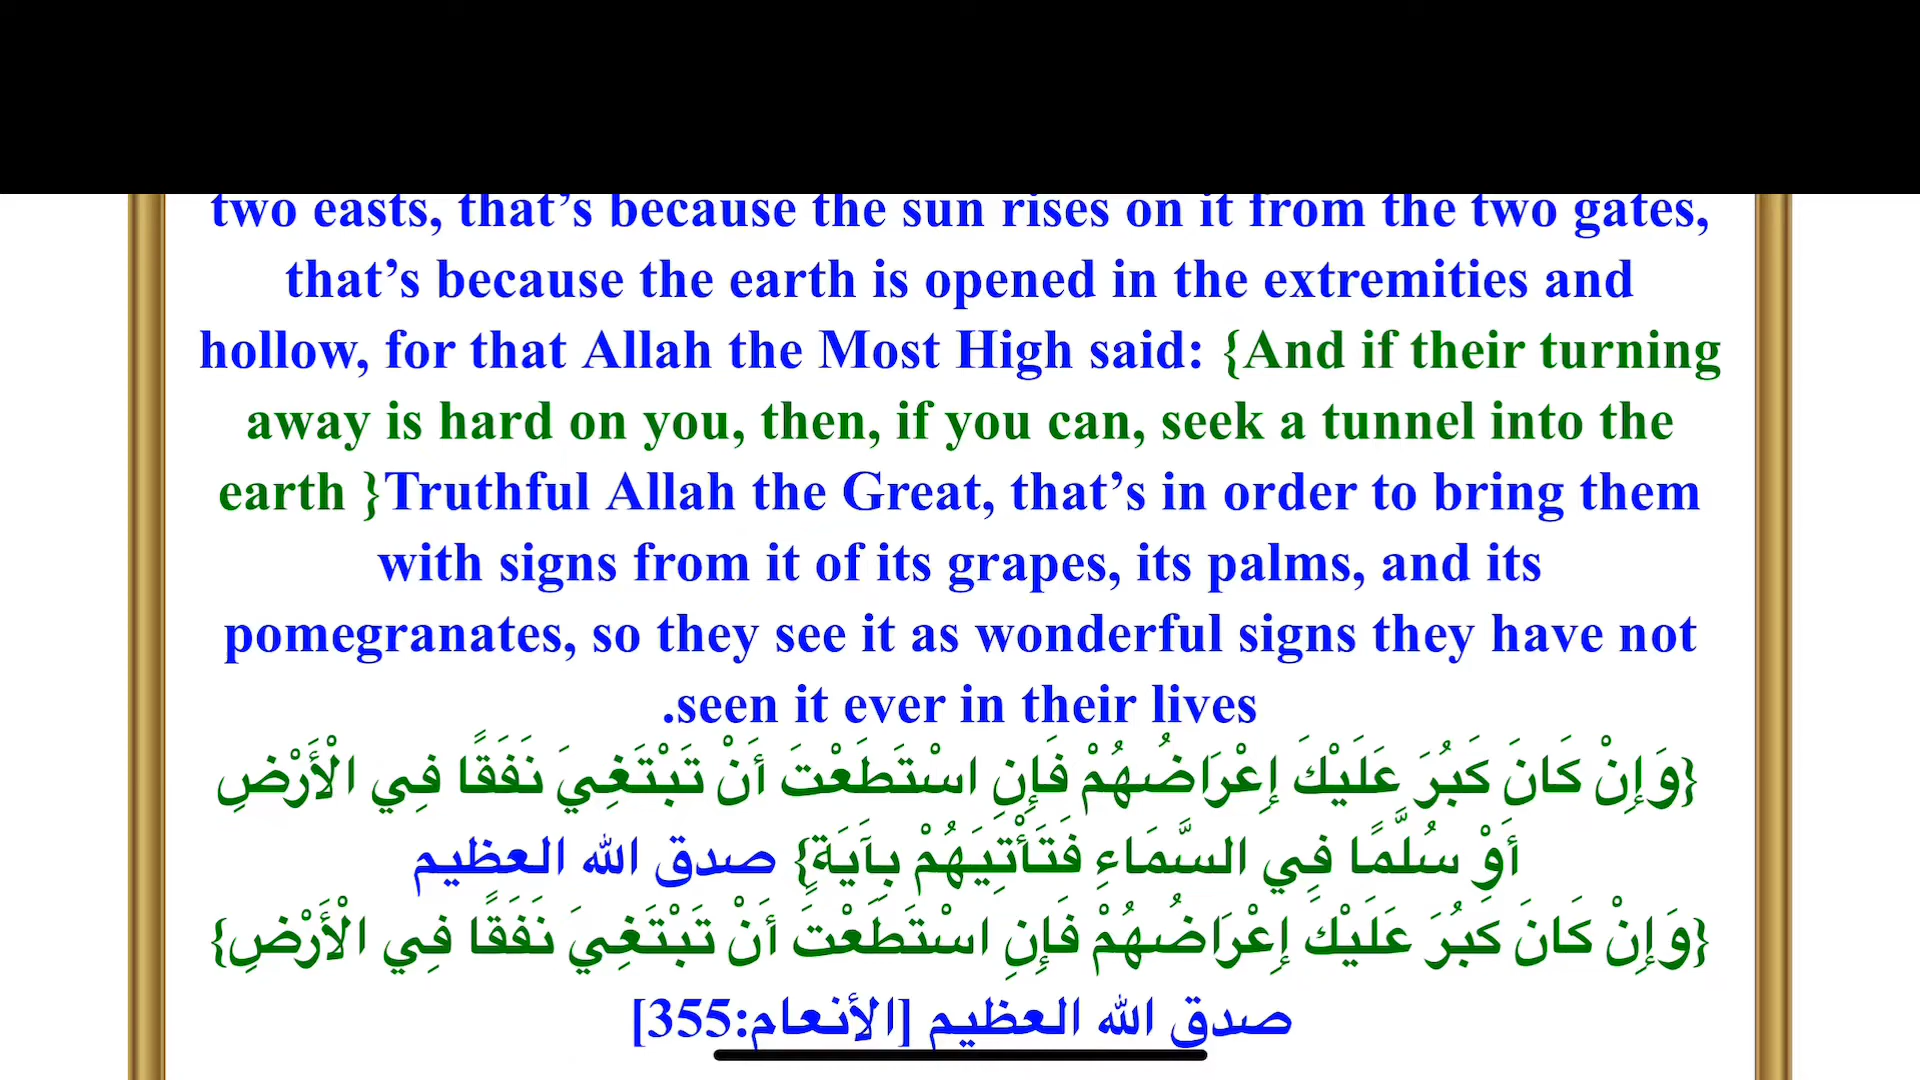 two easts, that’s because the sun rises on it from the two gates,
that’s because the earth is opened in the extremities and
hollow, for that Allah the Most High said: {And if their turning
away is hard on you, then, if you can, seek a tunnel into the
earth }Truthful Allah the Great, that’s in order to bring them
with signs from it of its grapes, its palms, and its
pomegranates, so they see it as wonderful signs they have not
.seen it ever in their lives
{وَإِنْ كَانَ كَبُرَ عَلَيْكَ إِعْرَاضُهُمْ فَإِنِ اسْتَطَعْتَ أَنْ تَبْتَغِيَ نَفَقًا فِي الْأَرْضِ
أَوْ سُلَّمًا فِي السَّمَاءِ فَتَأْتِيَهُمْ بِآَيَةٍ} صدق الله العظيم
{وَإِنْ كَانَ كَبُرَ عَلَيْكَ إِعْرَاضُهُمْ فَإِنِ اسْتَطَعْتَ أَنْ تَبْتَغِيَ نَفَقًا فِي الْأَرْضِ}
صدق الله العظيم [الأنعام:355]